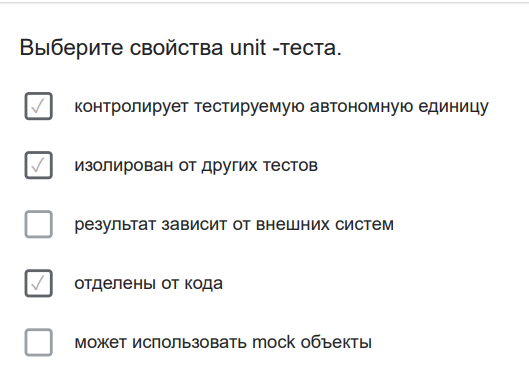 Выберите свойства unit -теста.
контролирует тестируемую автономную единицу
изолирован от других тестов
результат зависит от внешних систем
отделены от кода
может использовать mock объекты